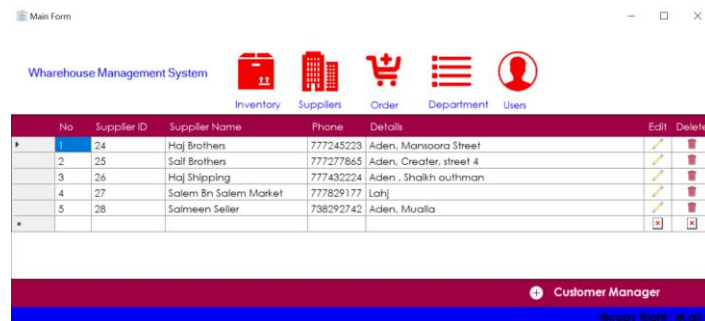 Main Form
Wharehouse Management System
Inventory Suppliers Order Department Users
No Supplier ID Supplier Name Phone Details Edit Delete
1 24 Haj Brothers 777245223 Aden, Mansoora Street
2 25 Saif Brothers 777277865 Aden, Creater, street 4
3 26 Haj Shipping 777432224 Aden , Shaikh outhman
4 27 Salem Bn Salem Market 777829177 Lahj
5 28 Salmeen Seller 738292742 Aden, Mualla
Customer Manager
Right